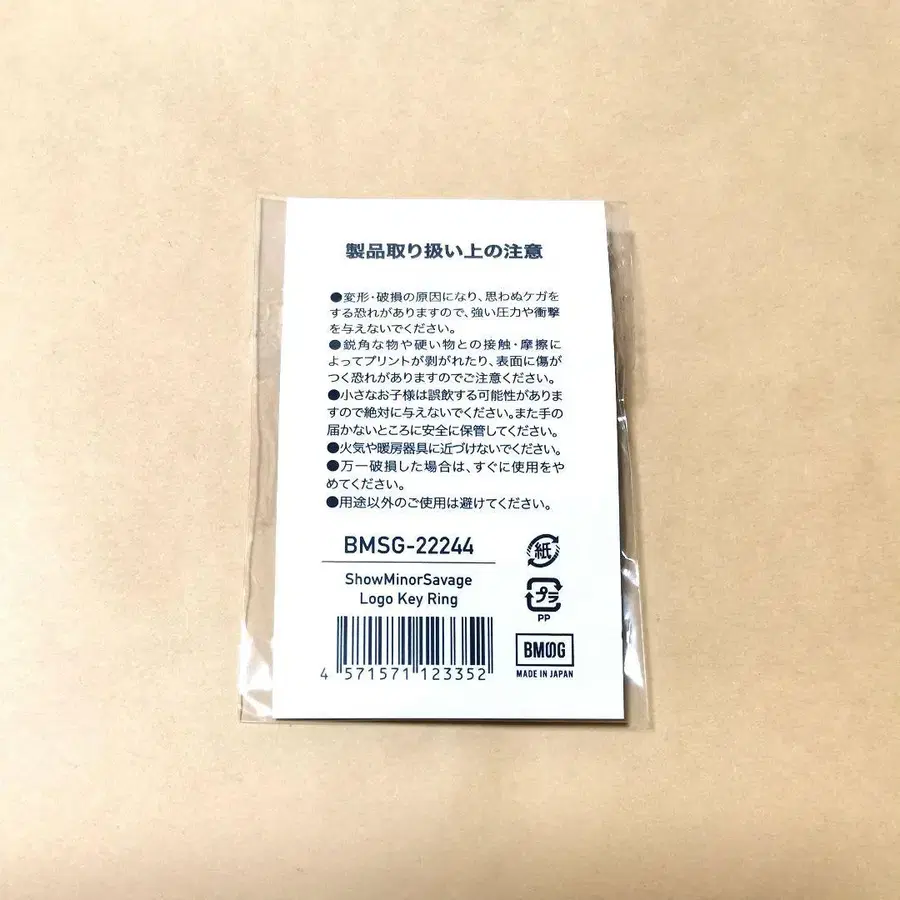 製品取り扱い上の注意
●変形・破損の原因になり、思わぬケガを
する恐れがありますので、強い圧力や衝撃
を与えないでください。
●鋭角な物や硬い物との接触・摩擦に
よってプリントが剥がれたり、表面に傷が
つく恐れがありますのでご注意ください。
●小さなお子様は誤飲する可能性がありま
すので絶対に与えないでください。また手の
届かないところに安全に保管してください。
●火気や暖房器具に近づけないでください。
●万一破損した場合は、すぐに使用をや
めてください。
●用途以外のご使用は避けてください。
BMSG-22244
ShowMinorSavage
Logo Key Ring
4 571571 123352
紙
プラ
PP
BMSG
MADE IN JAPAN